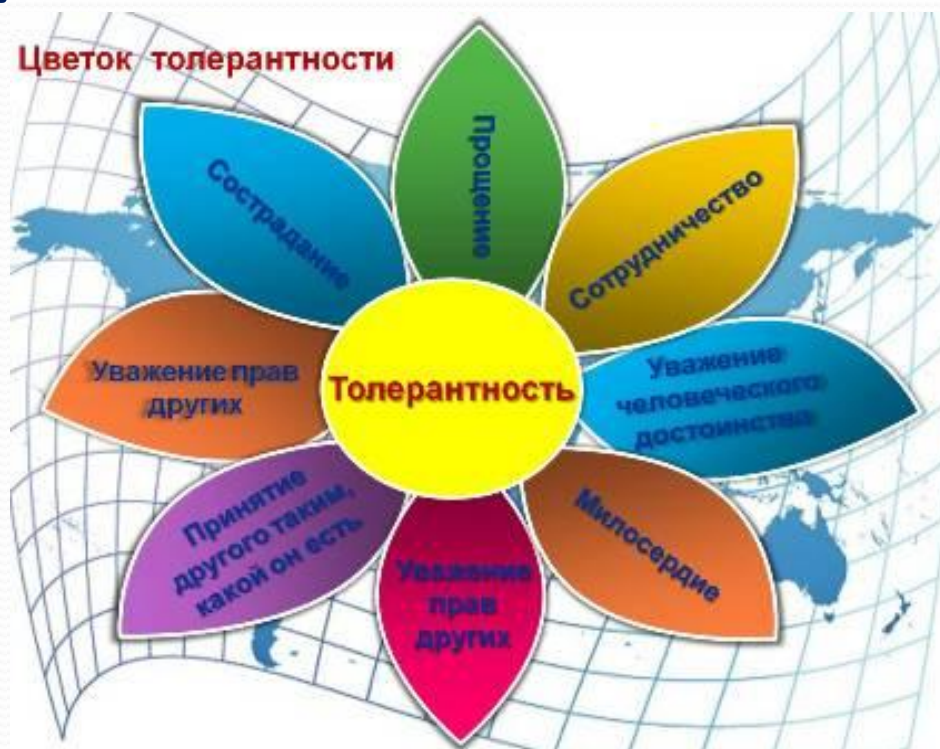 Цветок толерантности
Прощение
Сотрудничество
Уважение
человеческого
достоинства
Милосердие
Уважение
прав
других
Принятие
другого таким,
какой он есть
Уважение прав
других
Сострадание
Толерантность